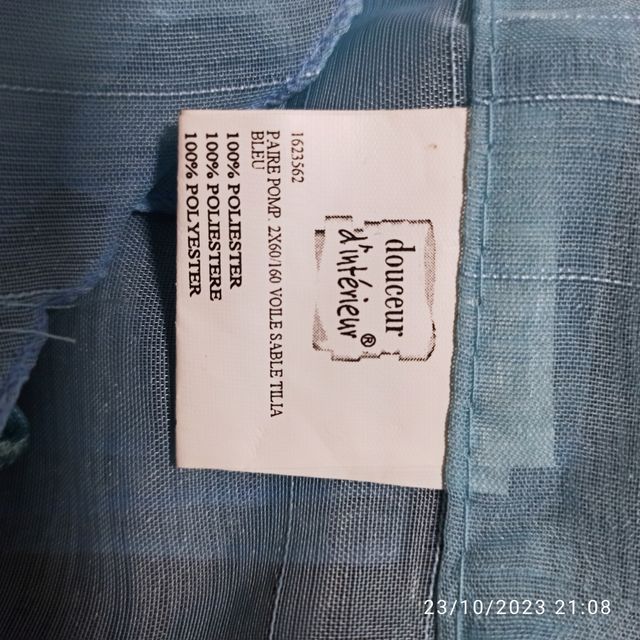 douceur
d'intérieur®
1623562
PAIRE POMP. 2X60/160 VOILE SABLE TILIA
BLEU
100% POLIESTER
100% POLIESTERE
100% POLYESTER
23/10/2023 21:08